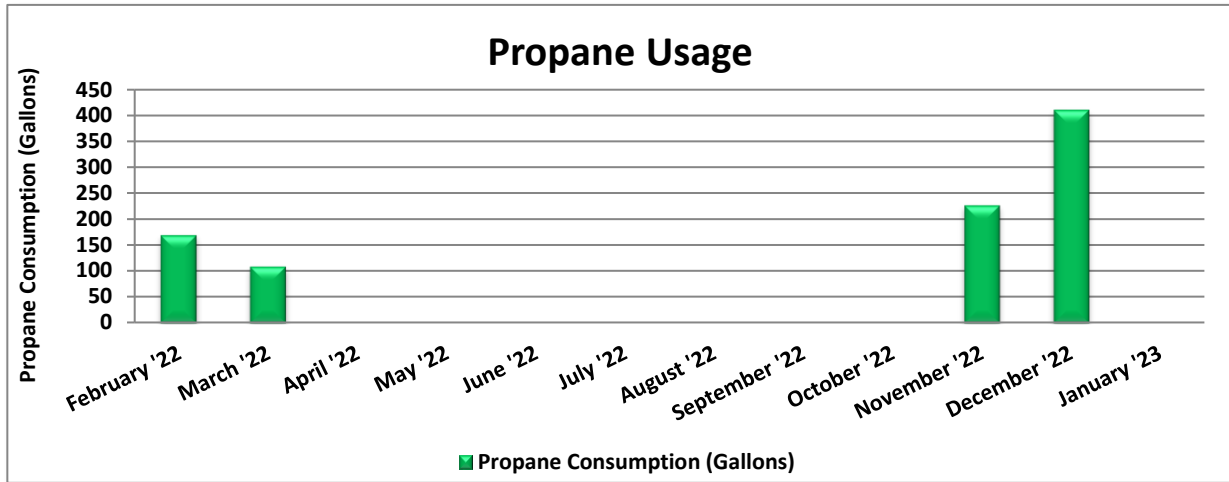 Propane Usage
Propane Consumption (Gallons)
450
400
350
300
250
200
150
100
50
0
February '22
March '22
April '22
May '22
June '22
July '22
August '22
September '22
October '22
November '22
December '22
January '23
Propane Consumption (Gallons)